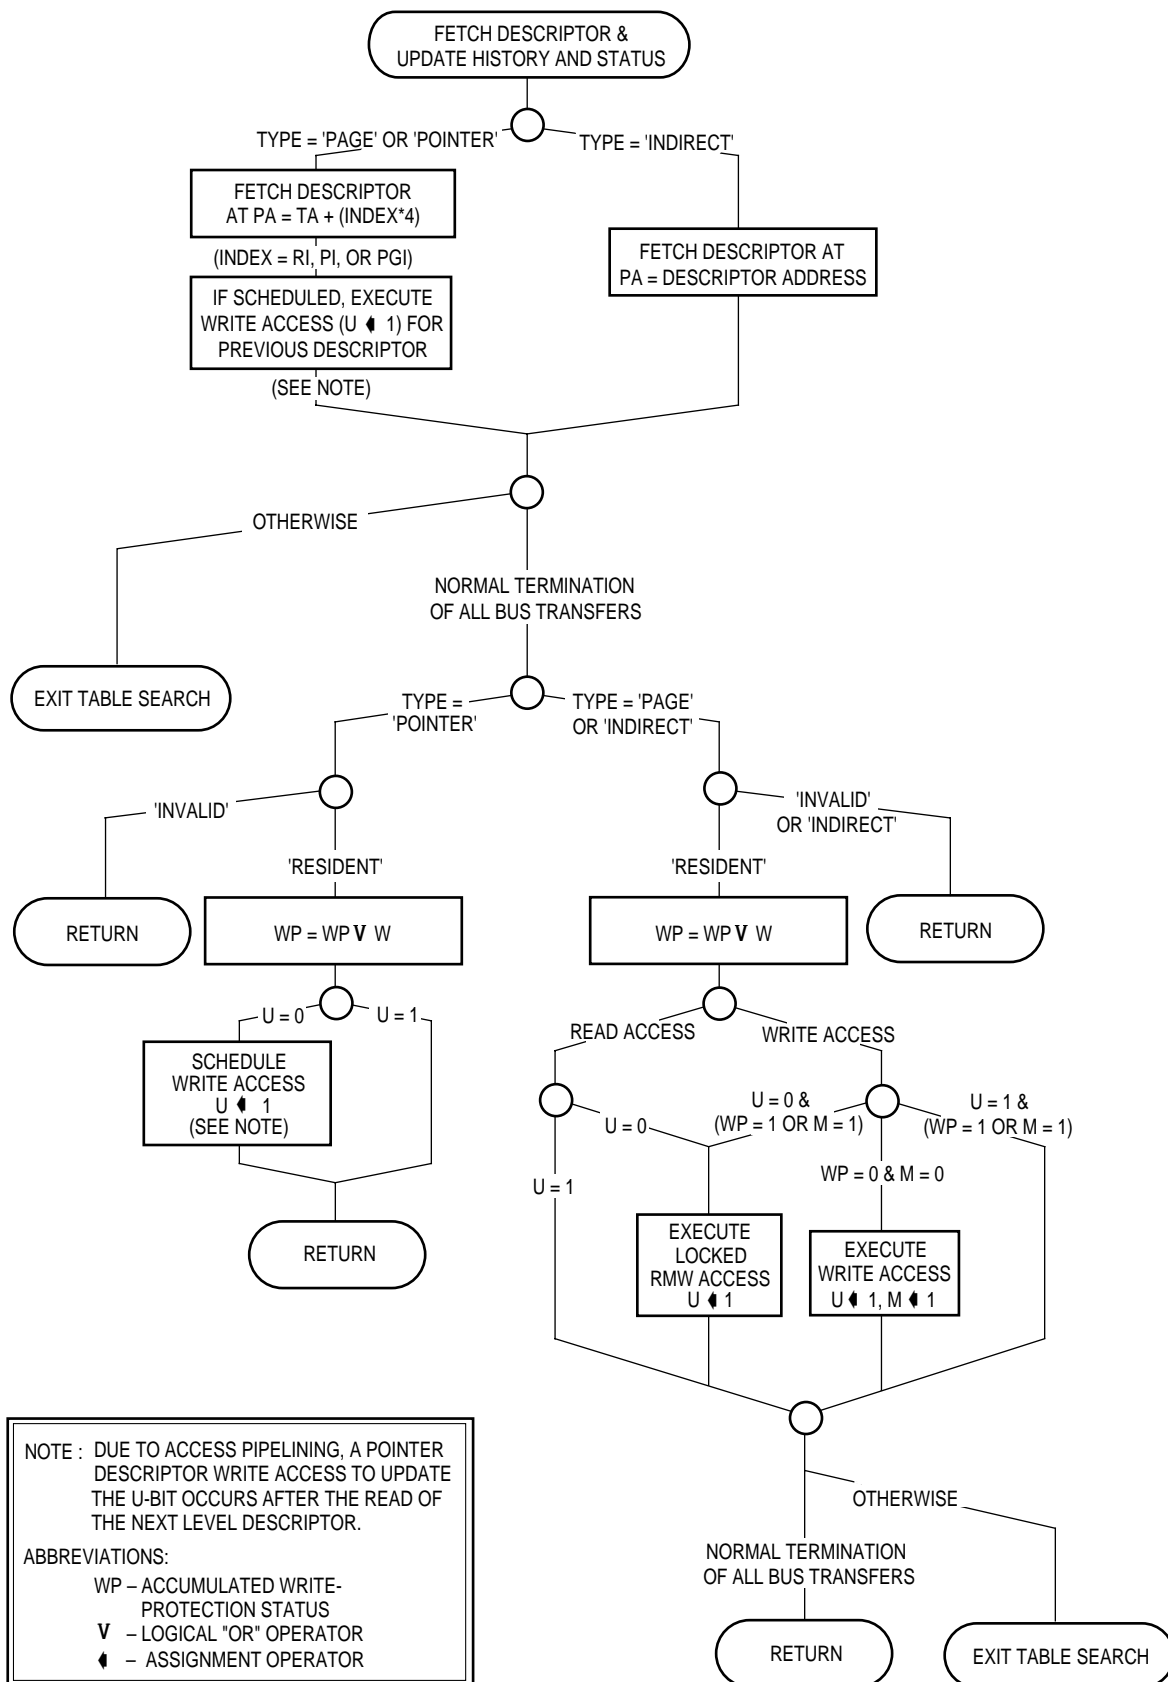 FETCH DESCRIPTOR &
UPDATE HISTORY AND STATUS
TYPE = 'PAGE' OR 'POINTER'
TYPE = 'INDIRECT'
FETCH DESCRIPTOR
AT PA = TA + (INDEX*4)
(INDEX = RI, PI, OR PGI)
FETCH DESCRIPTOR AT
PA = DESCRIPTOR ADDRESS
IF SCHEDULED, EXECUTE
WRITE ACCESS (U ⧫ 1) FOR
PREVIOUS DESCRIPTOR
(SEE NOTE)
OTHERWISE
NORMAL TERMINATION
OF ALL BUS TRANSFERS
EXIT TABLE SEARCH
TYPE =
'POINTER'
TYPE = 'PAGE'
OR 'INDIRECT'
'INVALID'
'INVALID'
OR 'INDIRECT'
'RESIDENT'
'RESIDENT'
RETURN
WP = WP V W
WP = WP V W
RETURN
U = 0
U = 1
READ ACCESS
WRITE ACCESS
SCHEDULE
WRITE ACCESS
U ⧫ 1
(SEE NOTE)
U = 0
U = 0 &
(WP = 1 OR M = 1)
U = 1 &
(WP = 1 OR M = 1)
U = 1
WP = 0 & M = 0
RETURN
EXECUTE
LOCKED
RMW ACCESS
U ⧫ 1
EXECUTE
WRITE ACCESS
U ⧫ 1, M ⧫ 1
NOTE : DUE TO ACCESS PIPELINING, A POINTER
DESCRIPTOR WRITE ACCESS TO UPDATE
THE U-BIT OCCURS AFTER THE READ OF
THE NEXT LEVEL DESCRIPTOR.
ABBREVIATIONS:
WP – ACCUMULATED WRITE-
PROTECTION STATUS
V – LOGICAL "OR" OPERATOR
⧫ – ASSIGNMENT OPERATOR
OTHERWISE
NORMAL TERMINATION
OF ALL BUS TRANSFERS
RETURN
EXIT TABLE SEARCH